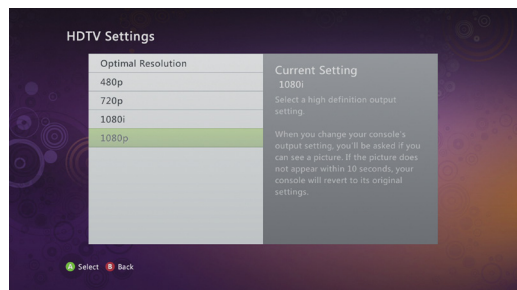 HDTV Settings
Optimal Resolution
480p
720p
1080i
1080p
Current Setting
1080i
Select a high definition output
setting.
When you change your console's
output setting, you'll be asked if you
can see a picture. If the picture does
not appear within 10 seconds, your
console will revert to its original
settings.
A Select B Back